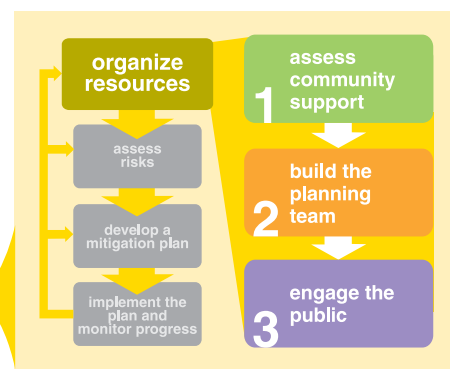 organize
resources
assess
risks
develop a
mitigation plan
implement the
plan and
monitor progress
1
assess
community
support
2
build the
planning
team
3
engage the
public